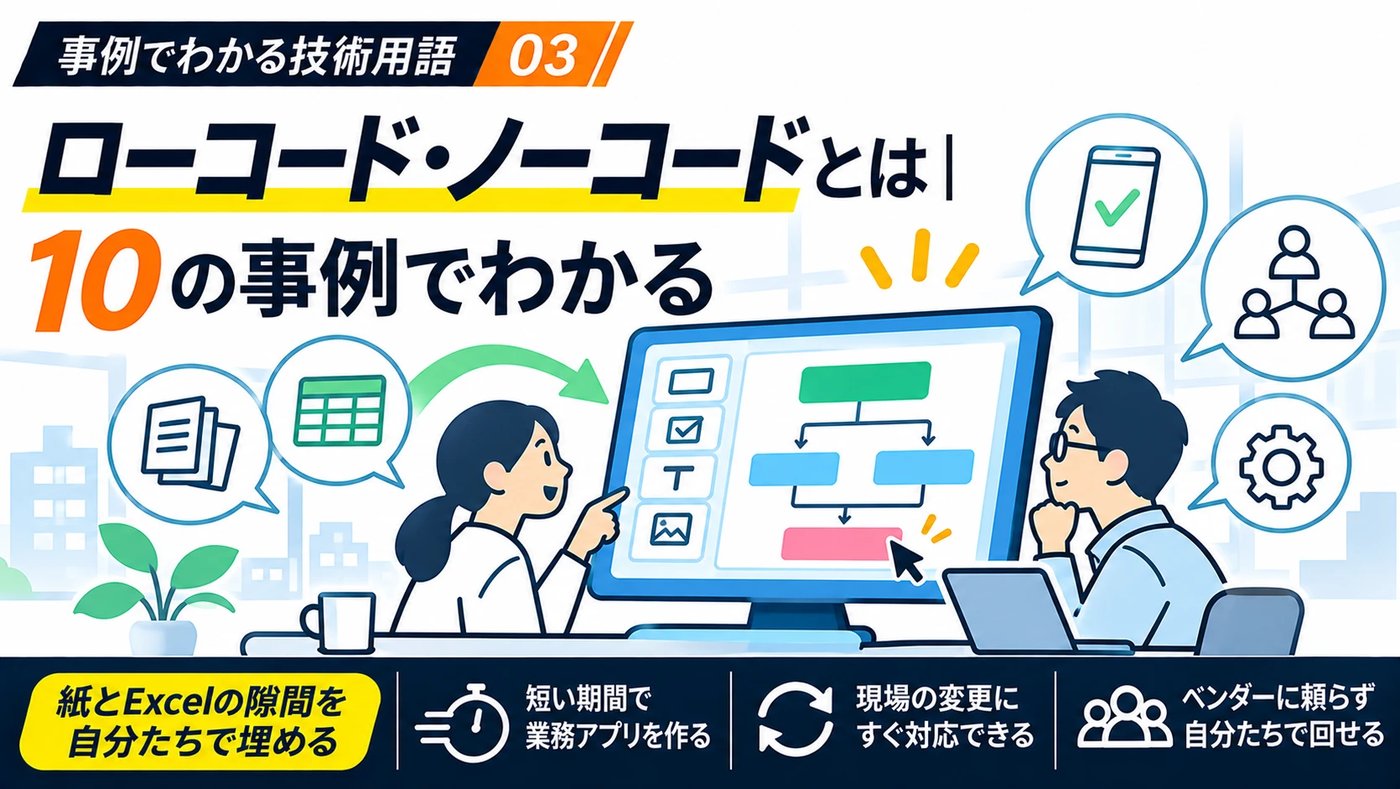 事例でわかる技術用語 03
ローコード・ノーコードとは|
10の事例でわかる
T
紙とExcelの隙間を
自分たちで埋める
短い期間で
業務アプリを作る
現場の変更に
すぐ対応できる
ベンダーに頼らず
自分たちで回せる